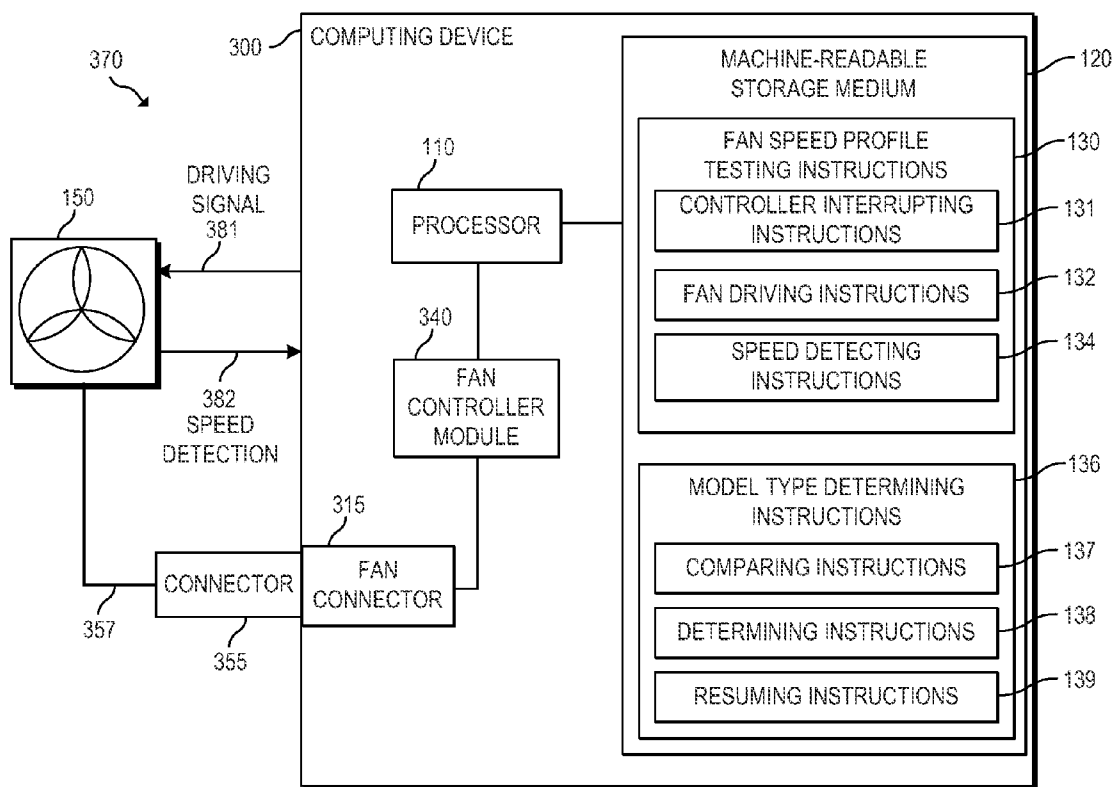 300
COMPUTING DEVICE
370
MACHINE-READABLE
STORAGE MEDIUM
120
FAN SPEED PROFILE
TESTING INSTRUCTIONS
130
CONTROLLER INTERRUPTING
INSTRUCTIONS
131
FAN DRIVING INSTRUCTIONS
132
SPEED DETECTING
INSTRUCTIONS
134
110
PROCESSOR
DRIVING
SIGNAL
381
150
340
FAN
CONTROLLER
MODULE
382
SPEED
DETECTION
MODEL TYPE DETERMINING
INSTRUCTIONS
136
COMPARING INSTRUCTIONS
137
DETERMINING INSTRUCTIONS
138
RESUMING INSTRUCTIONS
139
315
FAN
CONNECTOR
CONNECTOR
357
355